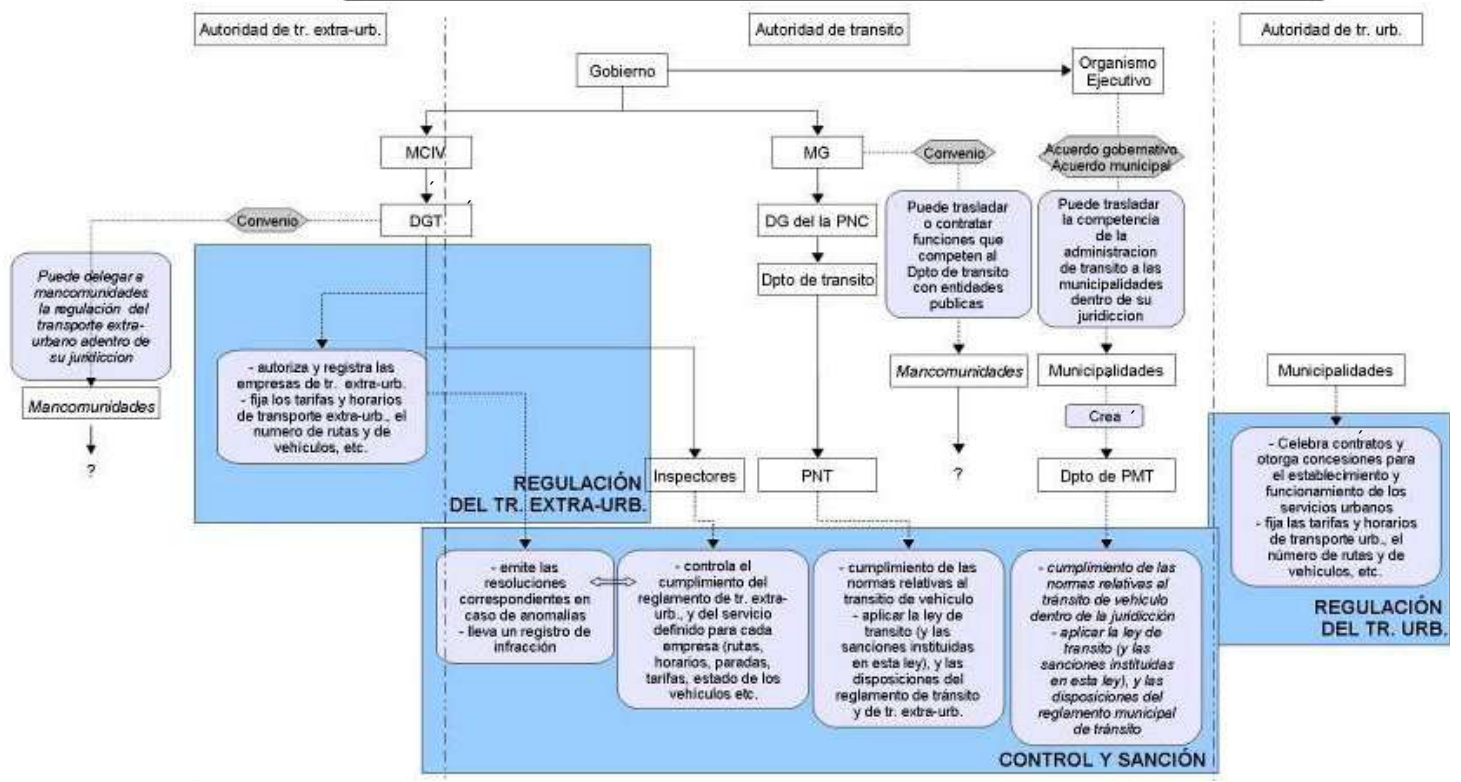 Autoridad de tr. extra-urb.
Autoridad de transito
Autoridad de tr. urb.
Gobierno
Organismo
Ejecutivo
MCIV
MG
Convenio
Acuerdo gobernativo
Acuerdo municipal
Convenio
DGT
DG del la PNC
Dpto de transito
Puede trasladar
o contratar
funciones que
competen al
Dpto de transito
con entidades
publicas
Puede trasladar
la competencia
de la
administracion
de transito a las
municipalidades
dentro de su
juridiccion
Puede delegar a
mancomunidades
la regulación del
transporte extra-
urbano adentro de
su juridiccion
Mancomunidades
?
- autoriza y registra las
empresas de tr. extra-urb.
- fija los tarifas y horarios
de transporte extra-urb., el
numero de rutas y de
vehículos, etc.
REGULACIÓN
DEL TR. EXTRA-URB.
Mancomunidades
?
Municipalidades
Crea
Municipalidades
Inspectores
PNT
Dpto de PMT
- Celebra contratos y
otorga concesiones para
el establecimiento y
funcionamiento de los
servicios urbanos
- fija las tarifas y horarios
de transporte urb., el
número de rutas y de
vehículos, etc.
REGULACIÓN
DEL TR. URB.
- emite las
resoluciones
correspondientes en
caso de anomalias
- lleva un registro de
infracción
- controla el
cumplimiento del
reglamento de tr. extra-
urb., y del servicio
definido para cada
empresa (rutas,
horarios, paradas,
tarifas, estado de los
vehículos etc.
- cumplimiento de las
normas relativas al
transitio de vehículo
- aplicar la ley de
transito (y las
sanciones instituidas
en esta ley), y las
disposiciones del
reglamento de tránsito
y de tr. extra-urb.
- cumplimiento de las
normas relativas al
tránsito de vehículo
dentro de la juridicción
- aplicar la ley de
transito (y las
sanciones instituidas
en esta ley), y las
disposiciones del
reglamento municipal
de tránsito
CONTROL Y SANCIÓN